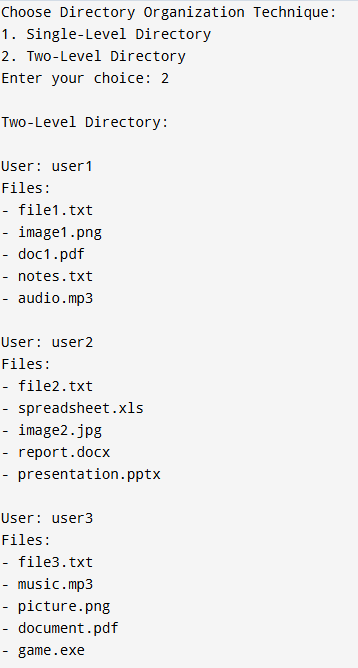 Choose Directory Organization Technique:
1. Single-Level Directory
2. Two-Level Directory
Enter your choice: 2

Two-Level Directory:

User: user1
Files:
- file1.txt
- image1.png
- doc1.pdf
- notes.txt
- audio.mp3

User: user2
Files:
- file2.txt
- spreadsheet.xls
- image2.jpg
- report.docx
- presentation.pptx

User: user3
Files:
- file3.txt
- music.mp3
- picture.png
- document.pdf
- game.exe